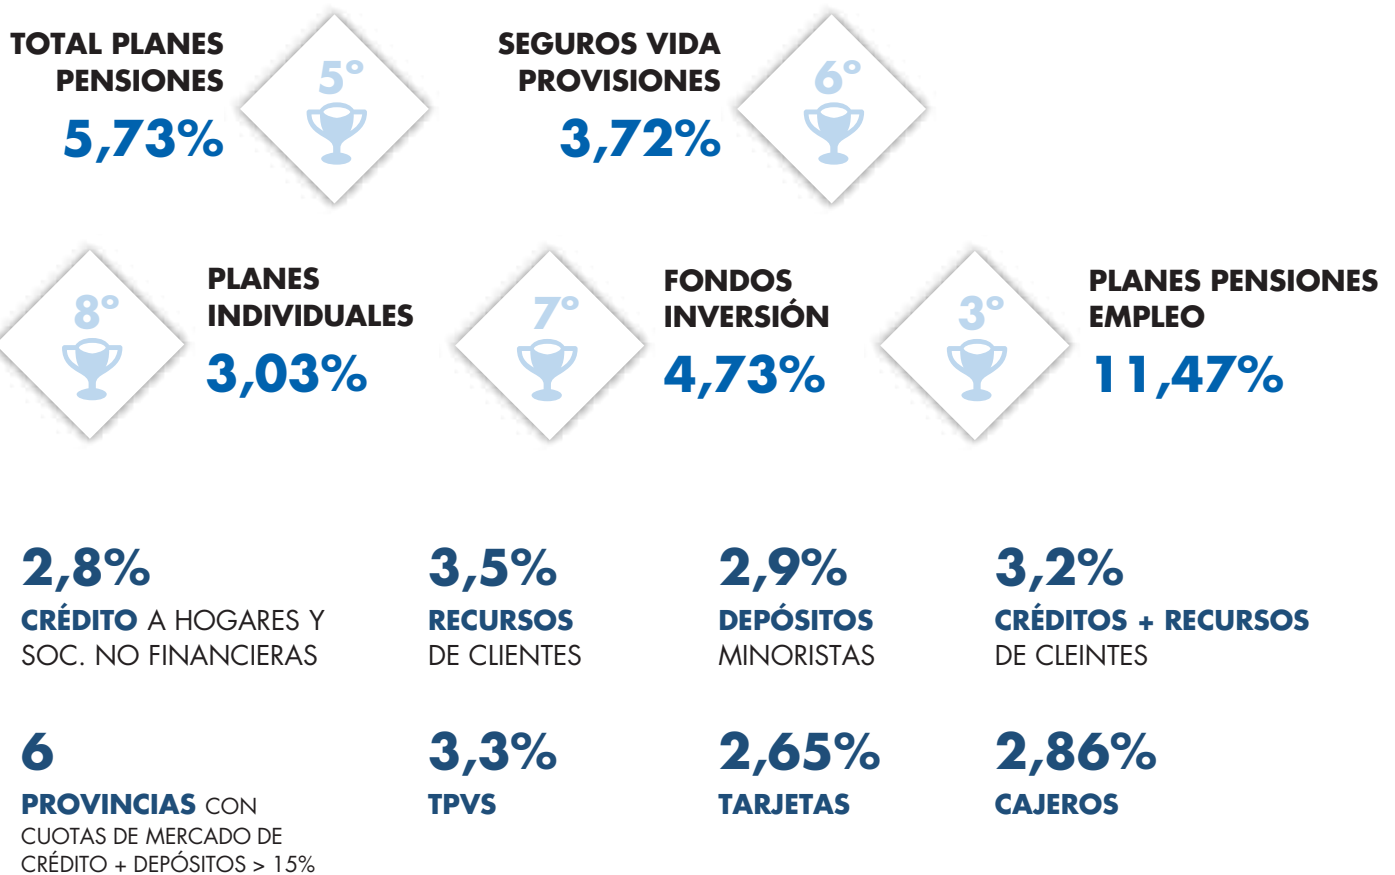 TOTAL PLANES
PENSIONES
5,73%
5º
SEGUROS VIDA
PROVISIONES
3,72%
6º
8º
PLANES
INDIVIDUALES
3,03%
7º
FONDOS
INVERSIÓN
4,73%
3º
PLANES PENSIONES
EMPLEO
11,47%
2,8%
CRÉDITO A HOGARES Y
SOC. NO FINANCIERAS
3,5%
RECURSOS
DE CLIENTES
2,9%
DEPÓSITOS
MINORISTAS
3,2%
CRÉDITOS + RECURSOS
DE CLEINTES
6
PROVINCIAS CON
CUOTAS DE MERCADO DE
CRÉDITO + DEPÓSITOS > 15%
3,3%
TPVS
2,65%
TARJETAS
2,86%
CAJEROS